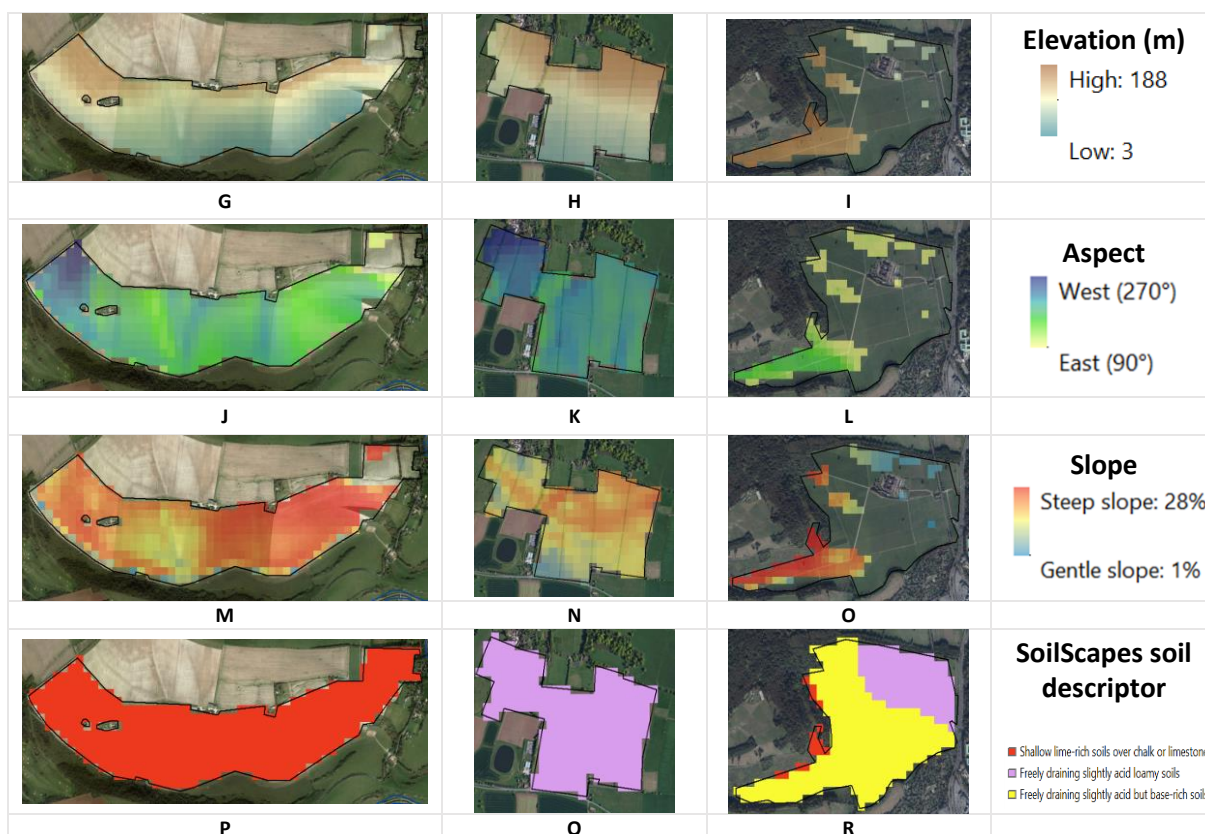 Elevation (m)
High: 188
Low: 3
G
H
I
Aspect
West (270°)
East (90°)
J
K
L
Slope
Steep slope: 28%
Gentle slope: 1%
M
N
O
SoilScapes soil
descriptor
Shallow lime-rich soils over chalk or limestone
Freely draining slightly acid loamy soils
Freely draining slightly acid but base-rich soils
P
Q
R